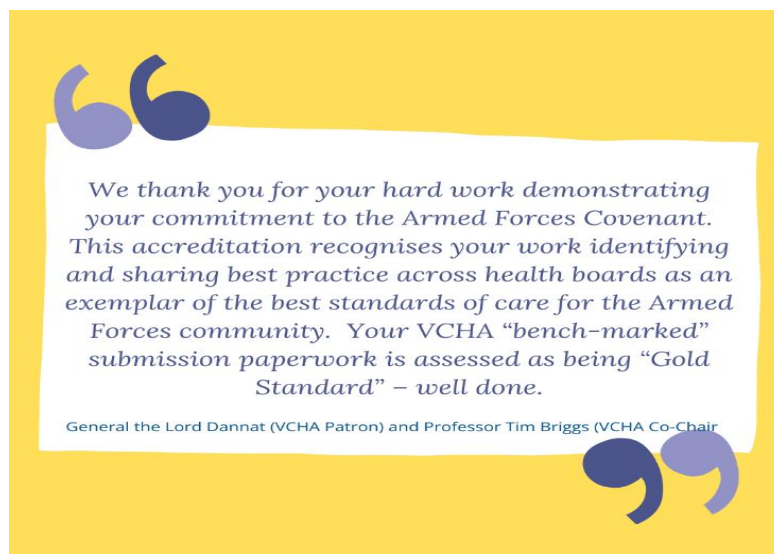 We thank you for your hard work demonstrating
your commitment to the Armed Forces Covenant.
This accreditation recognises your work identifying
and sharing best practice across health boards as an
exemplar of the best standards of care for the Armed
Forces community.  Your VCHA “bench-marked”
submission paperwork is assessed as being “Gold
Standard” – well done.
General the Lord Dannat (VCHA Patron) and Professor Tim Briggs (VCHA Co-Chair